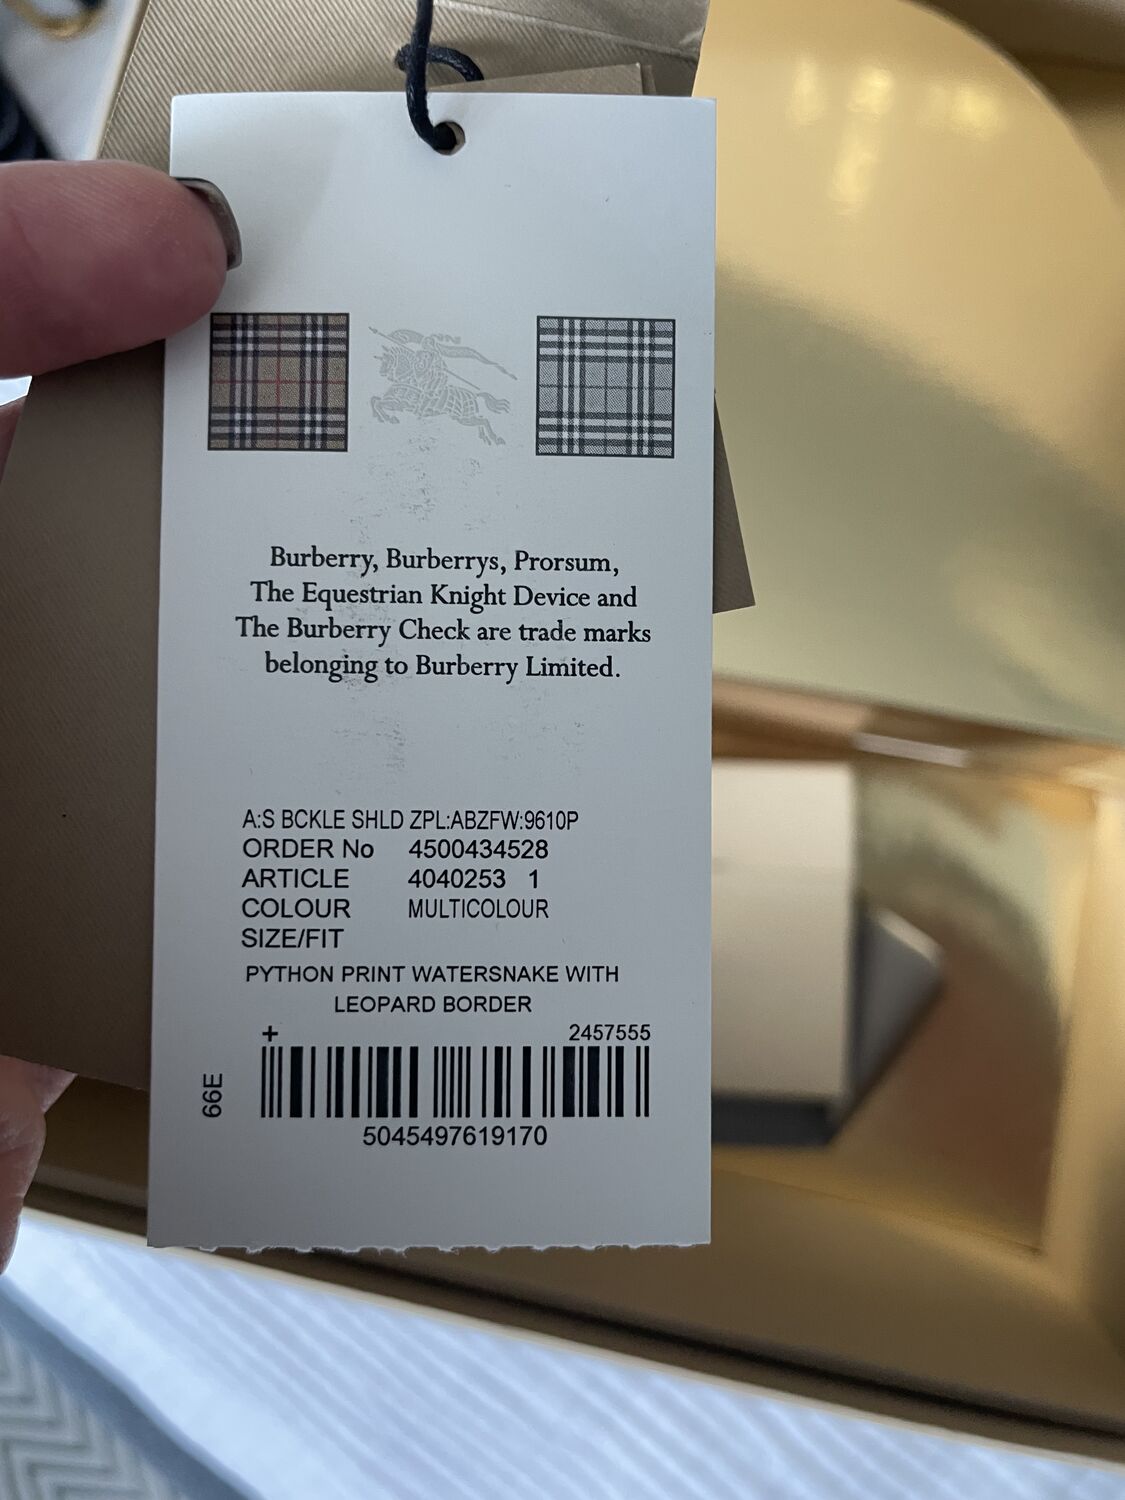 Burberry, Burberrys, Prorsum,
The Equestrian Knight Device and
The Burberry Check are trade marks
belonging to Burberry Limited.
A:S BCKLE SHLD ZPL:ABZFW:9610P
ORDER No 4500434528
ARTICLE 4040253 1
COLOUR MULTICOLOUR
SIZE/FIT
PYTHON PRINT WATERSNAKE WITH
LEOPARD BORDER
+ 2457555
66E
5045497619170